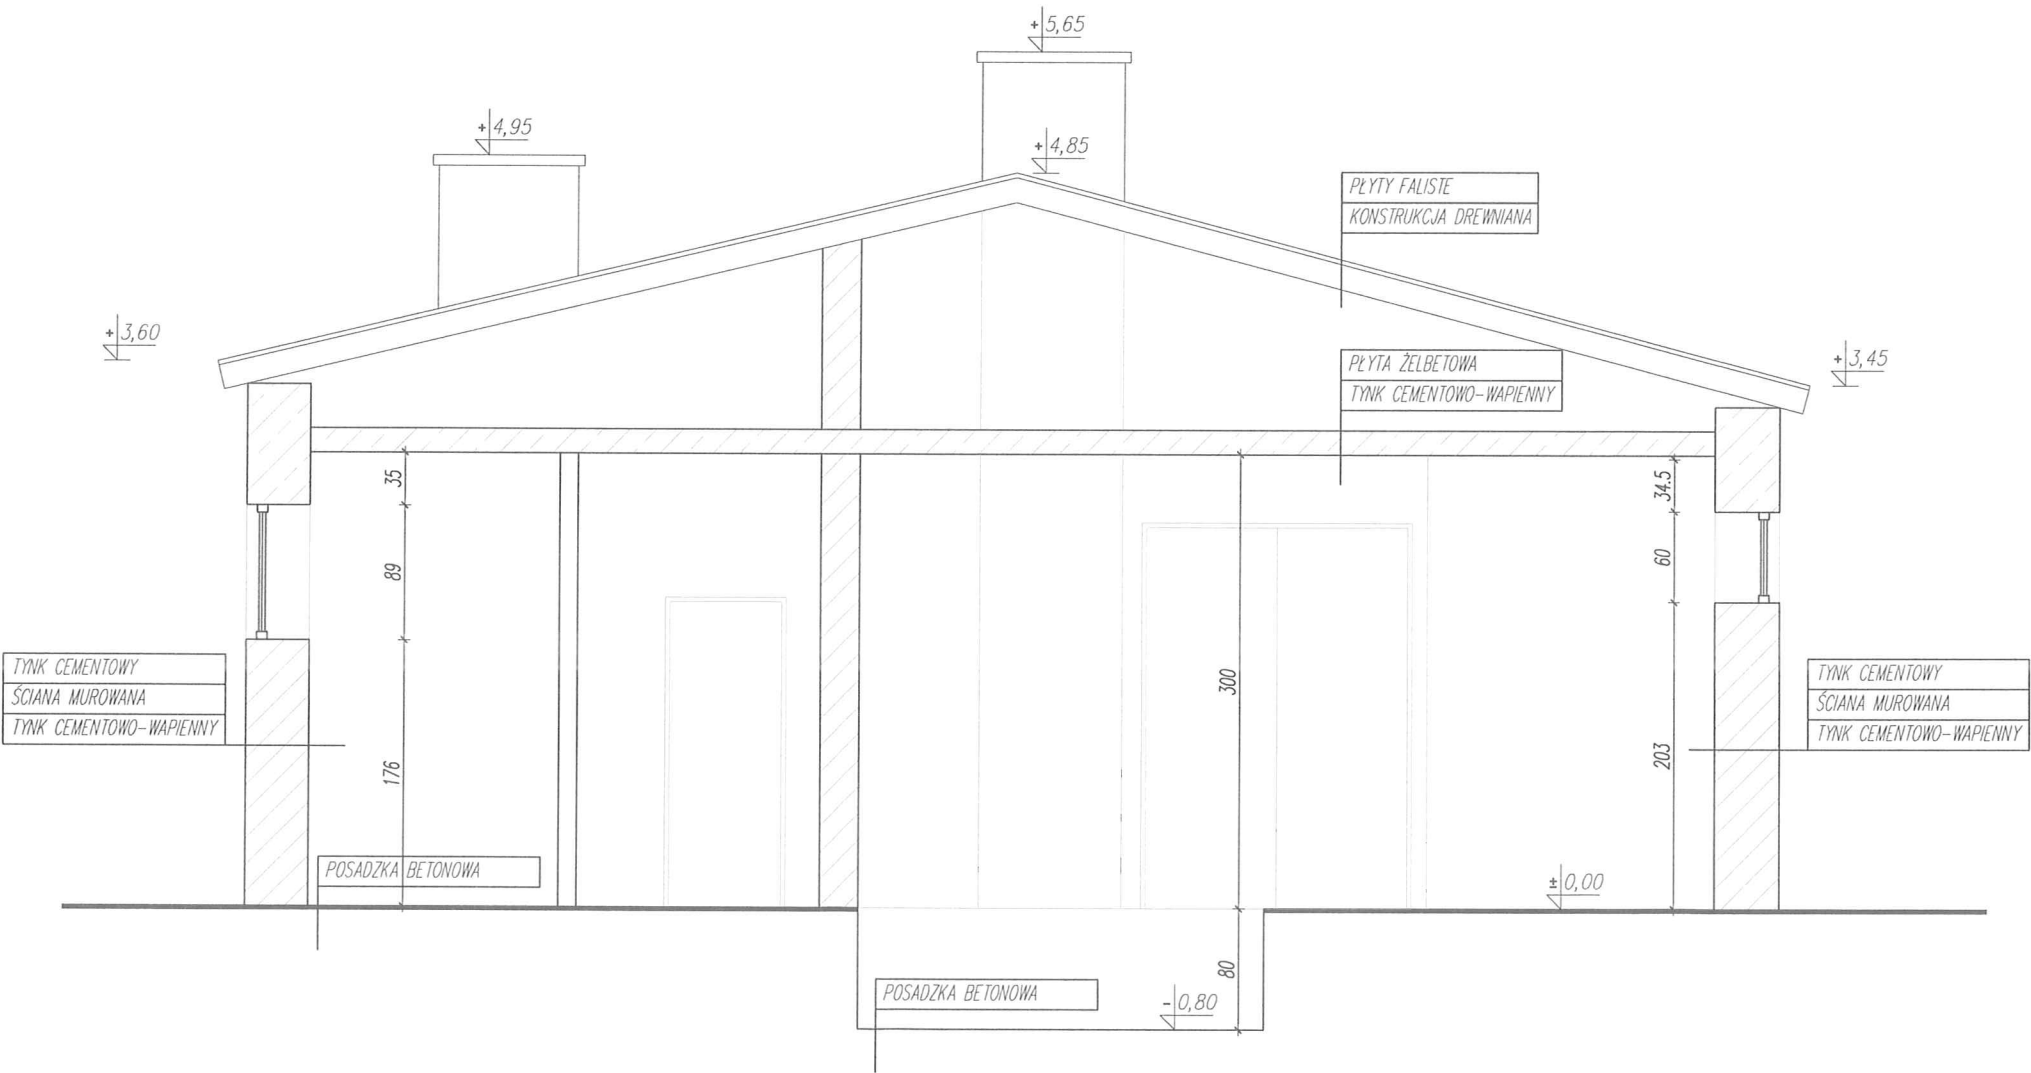 +5,65
+4,95
+4,85
PŁYTY FALISTE
KONSTRUKCJA DREWNIANA
+3,60
+3,45
PŁYTA ŻELBETOWA
TYNK CEMENTOWO-WAPIENNY
35
34.5
89
60
TYNK CEMENTOWY
ŚCIANA MUROWANA
TYNK CEMENTOWO-WAPIENNY
300
TYNK CEMENTOWY
ŚCIANA MUROWANA
TYNK CEMENTOWO-WAPIENNY
176
203
POSADZKA BETONOWA
±0,00
80
POSADZKA BETONOWA
-0,80